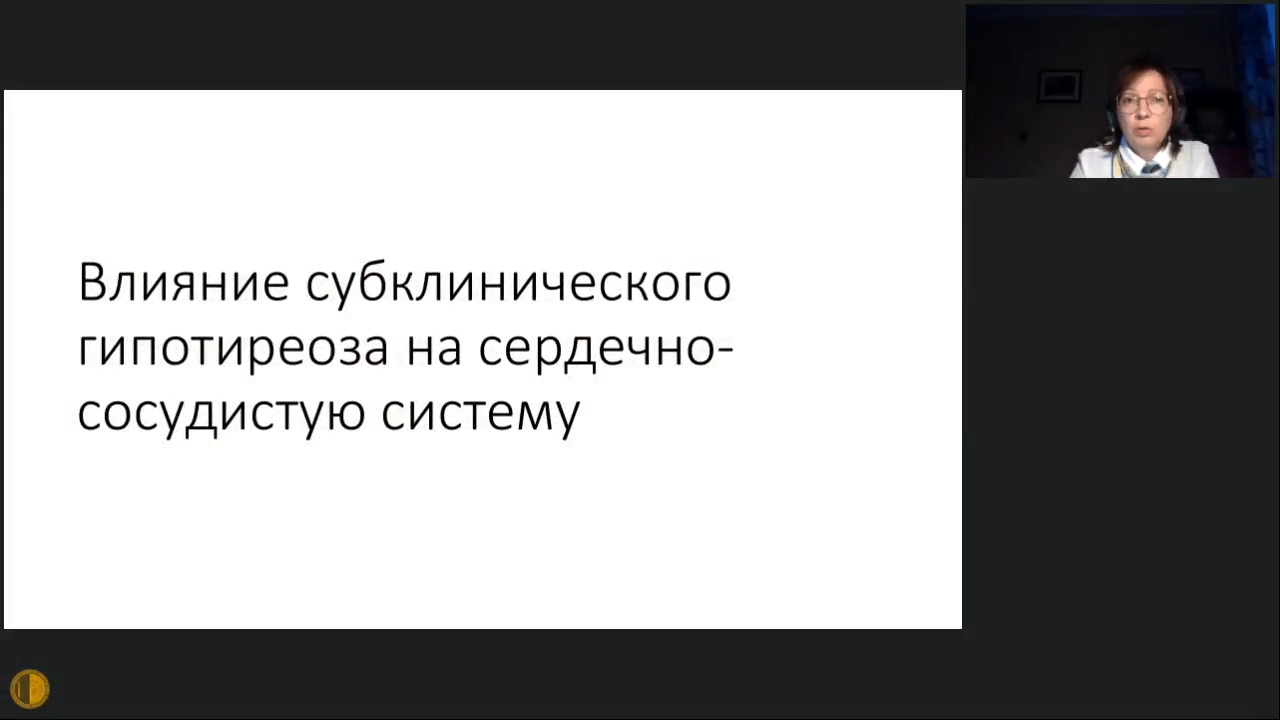 Влияние субклинического
гипотиреоза на сердечно-
сосудистую систему